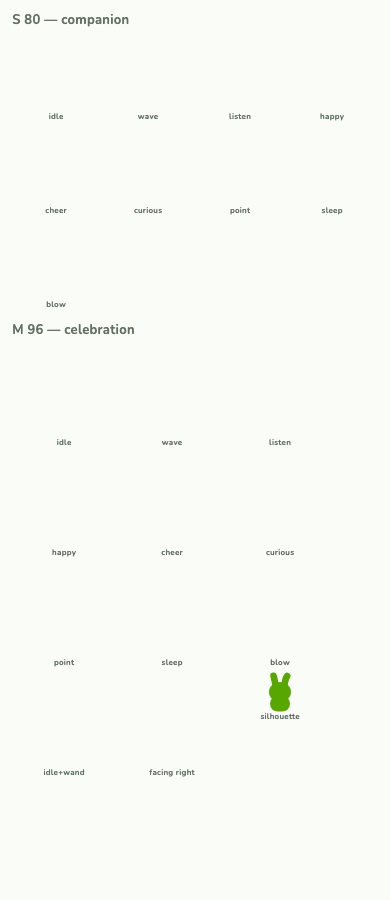 S 80 — companion
idle wave listen happy
cheer curious point sleep
blow
M 96 — celebration
idle wave listen
happy cheer curious
point sleep blow
silhouette
idle+wand facing right